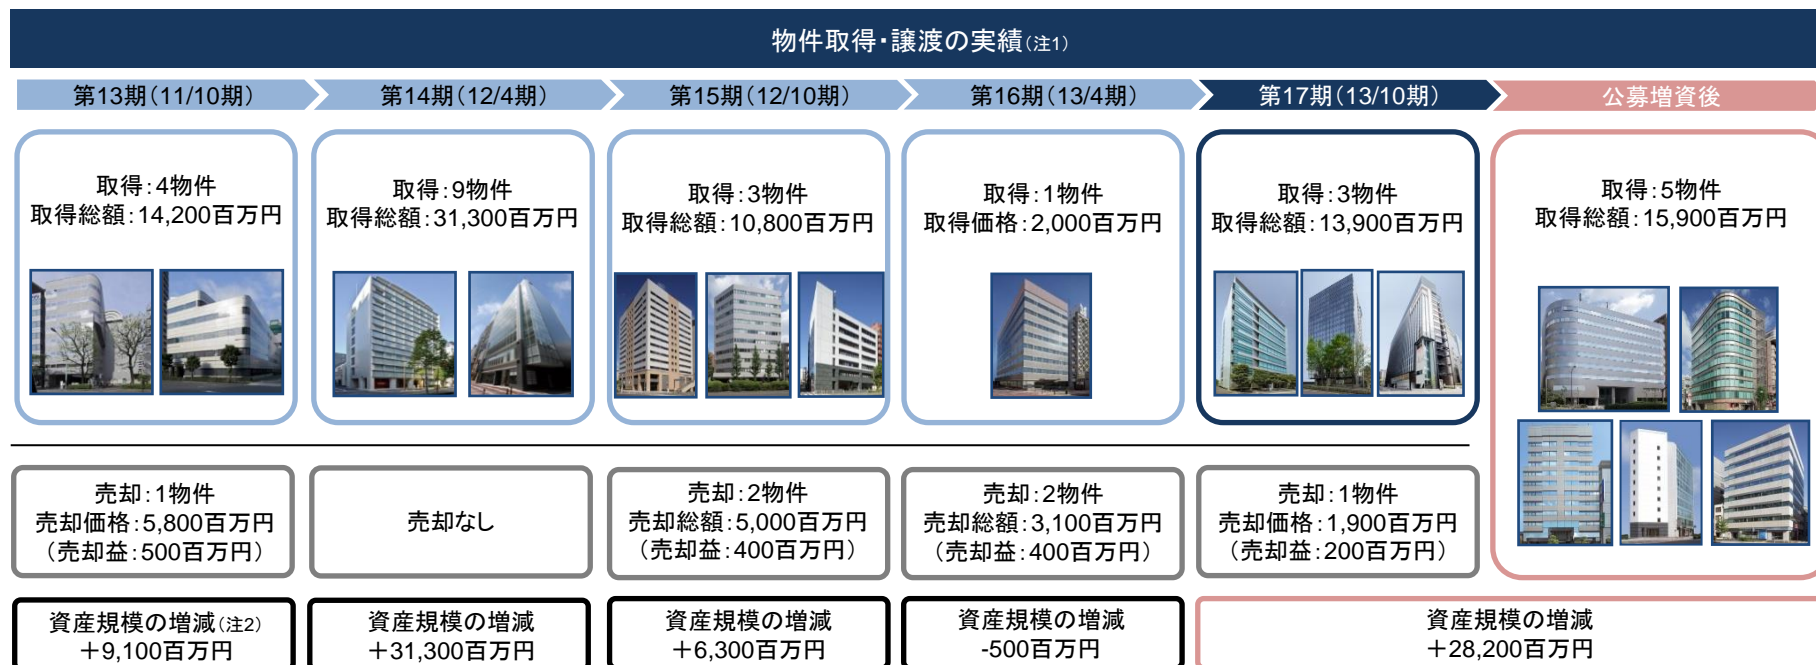 物件取得・譲渡の実績(注1)
第13期(11/10期)
第14期(12/4期)
第15期(12/10期)
第16期(13/4期)
第17期(13/10期)
公募増資後
取得:4物件
取得総額:14,200百万円
取得:9物件
取得総額:31,300百万円
取得:3物件
取得総額:10,800百万円
取得:1物件
取得価格:2,000百万円
取得:3物件
取得総額:13,900百万円
取得:5物件
取得総額:15,900百万円
売却:1物件
売却価格:5,800百万円
(売却益:500百万円)
売却なし
売却:2物件
売却総額:5,000百万円
(売却益:400百万円)
売却:2物件
売却総額:3,100百万円
(売却益:400百万円)
売却:1物件
売却価格:1,900百万円
(売却益:200百万円)
資産規模の増減(注2)
+9,100百万円
資産規模の増減
+31,300百万円
資産規模の増減
+6,300百万円
資産規模の増減
-500百万円
資産規模の増減
+28,200百万円